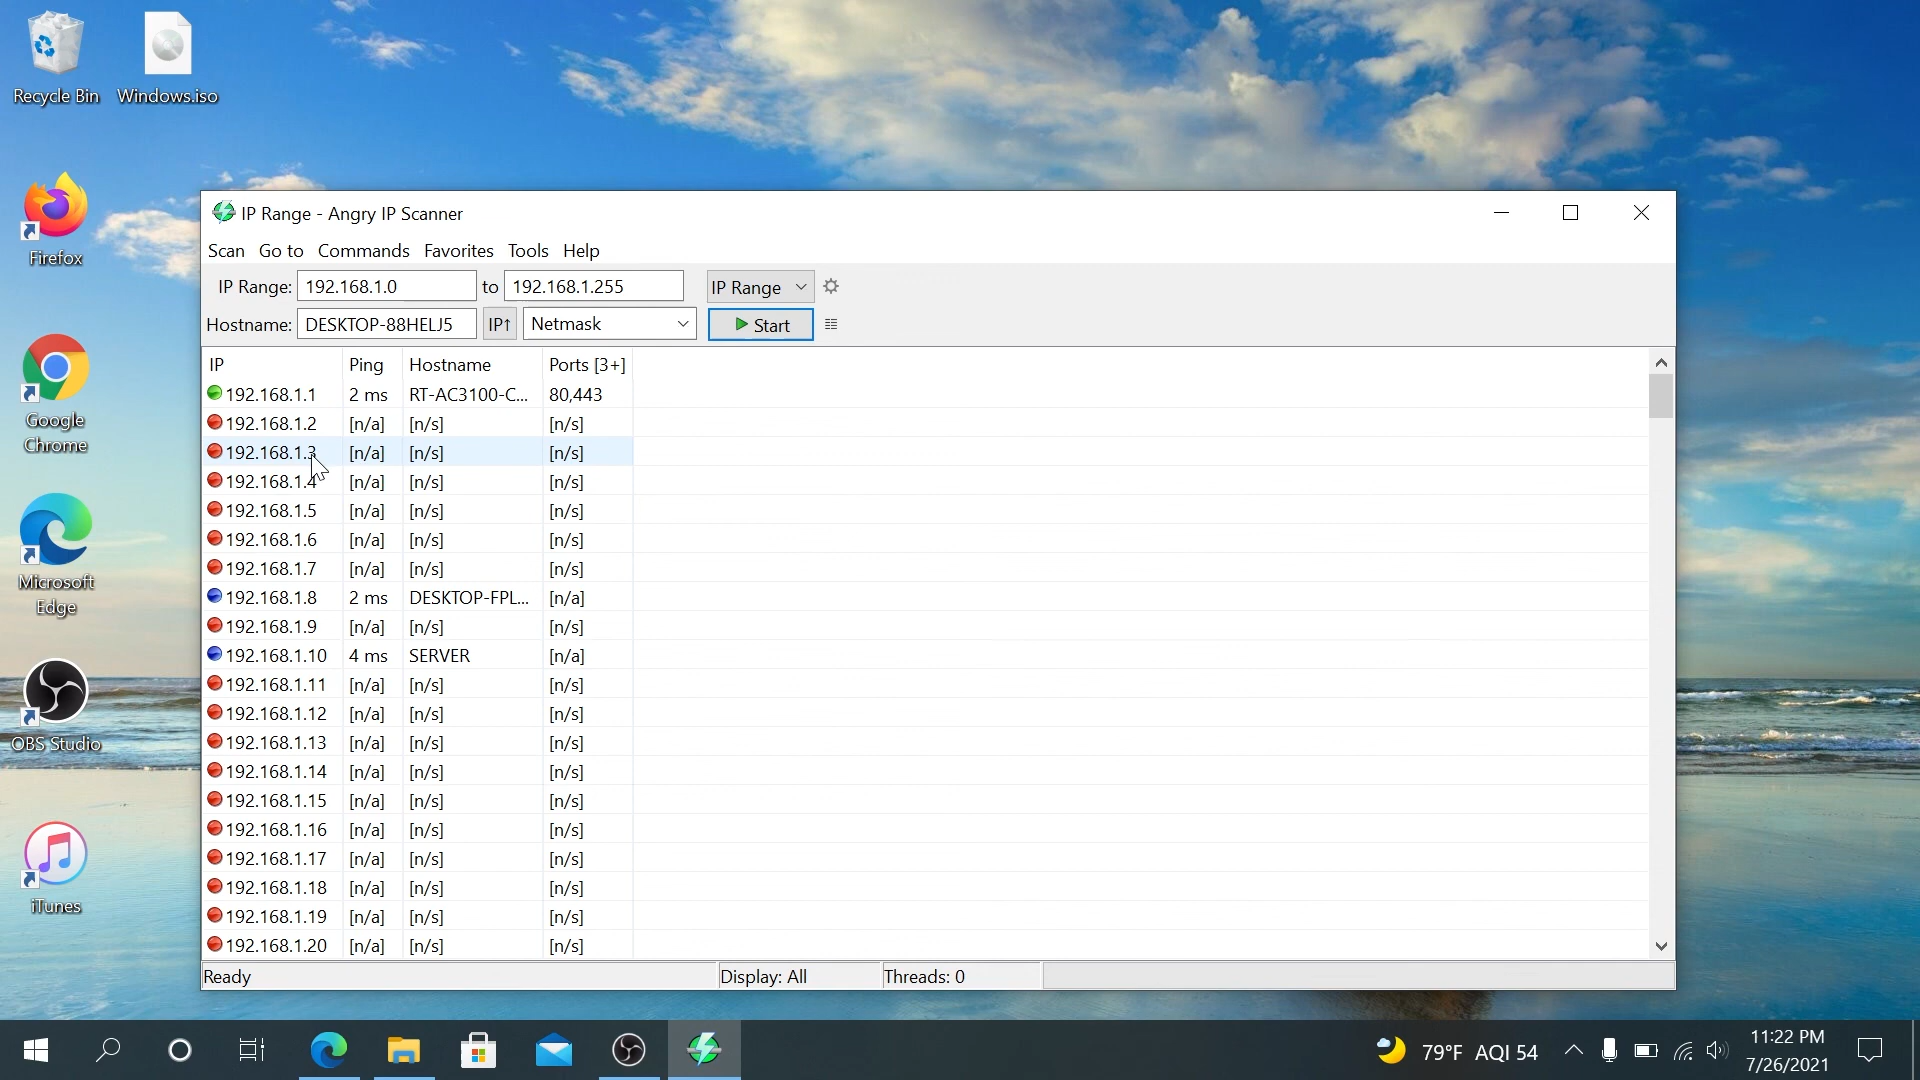 Recycle Bin
Windows.iso
Firefox
Google
Chrome
Microsoft
Edge
OBS Studio
iTunes
IP Range - Angry IP Scanner
Scan Go to Commands Favorites Tools Help
IP Range: 192.168.1.0 to 192.168.1.255 IP Range
Hostname: DESKTOP-88HELJ5 IP↑ Netmask Start
IP Ping Hostname Ports [3+]
192.168.1.1 2 ms RT-AC3100-C... 80,443
192.168.1.2 [n/a] [n/s] [n/s]
192.168.1.3 [n/a] [n/s] [n/s]
192.168.1.4 [n/a] [n/s] [n/s]
192.168.1.5 [n/a] [n/s] [n/s]
192.168.1.6 [n/a] [n/s] [n/s]
192.168.1.7 [n/a] [n/s] [n/s]
192.168.1.8 2 ms DESKTOP-FPL... [n/a]
192.168.1.9 [n/a] [n/s] [n/s]
192.168.1.10 4 ms SERVER [n/a]
192.168.1.11 [n/a] [n/s] [n/s]
192.168.1.12 [n/a] [n/s] [n/s]
192.168.1.13 [n/a] [n/s] [n/s]
192.168.1.14 [n/a] [n/s] [n/s]
192.168.1.15 [n/a] [n/s] [n/s]
192.168.1.16 [n/a] [n/s] [n/s]
192.168.1.17 [n/a] [n/s] [n/s]
192.168.1.18 [n/a] [n/s] [n/s]
192.168.1.19 [n/a] [n/s] [n/s]
192.168.1.20 [n/a] [n/s] [n/s]
Ready Display: All Threads: 0
79°F AQI 54
11:22 PM
7/26/2021